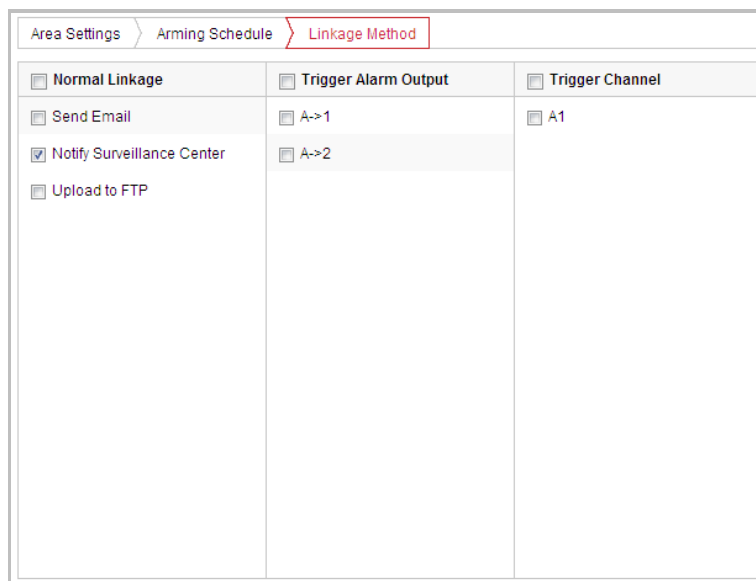 Area Settings Arming Schedule Linkage Method
Normal Linkage Trigger Alarm Output Trigger Channel
Send Email A->1 A1
Notify Surveillance Center A->2
Upload to FTP